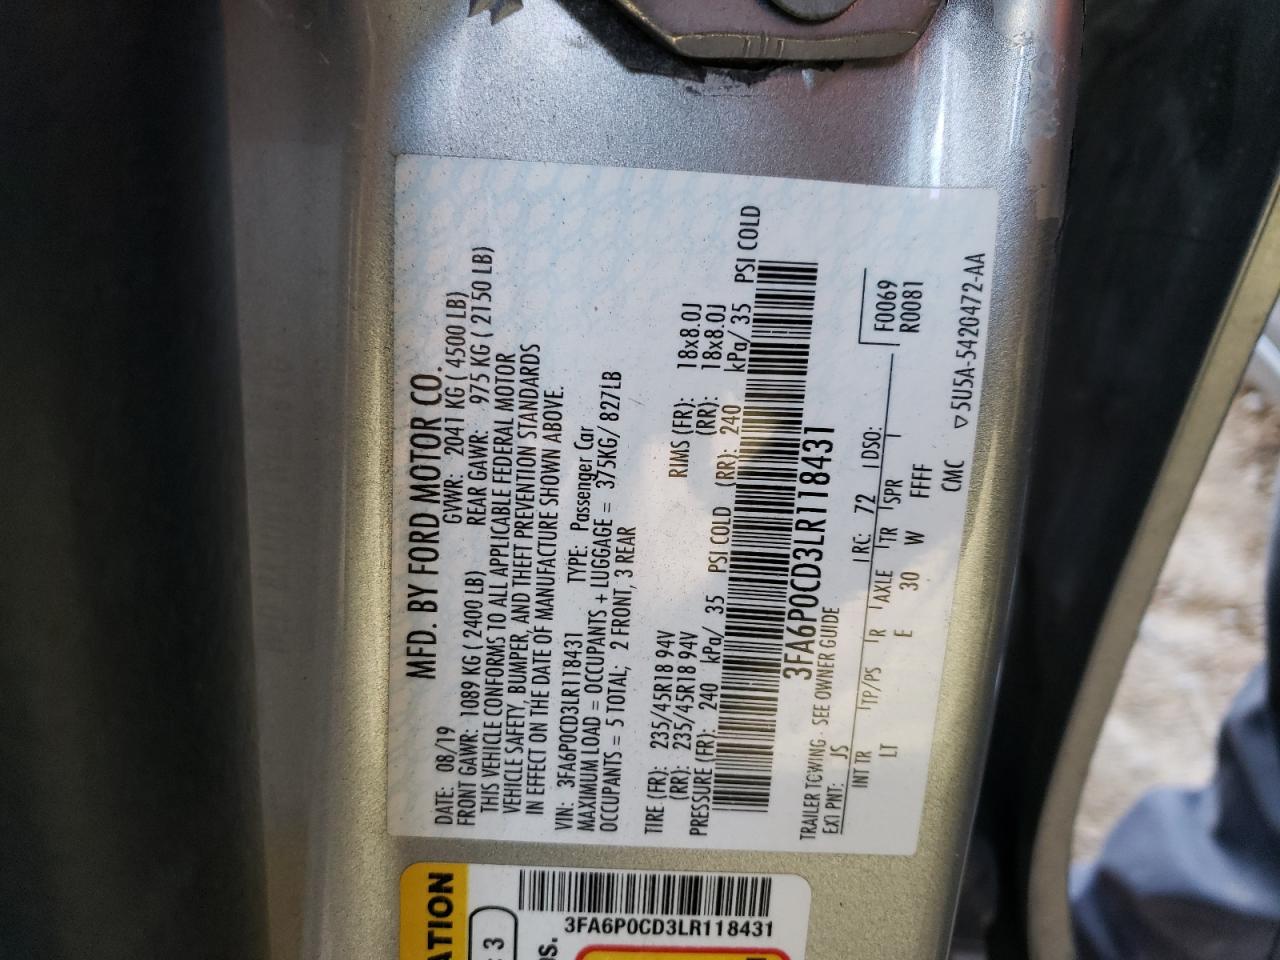 MFD. BY FORD MOTOR CO.
DATE: 08/19 GVWR: 2041 KG ( 4500 LB)
FRONT GAWR: 1089 KG ( 2400 LB) REAR GAWR: 975 KG ( 2150 LB)
THIS VEHICLE CONFORMS TO ALL APPLICABLE FEDERAL MOTOR
VEHICLE SAFETY, BUMPER, AND THEFT PREVENTION STANDARDS
IN EFFECT ON THE DATE OF MANUFACTURE SHOWN ABOVE.
VIN: 3FA6P0CD3LR118431 TYPE: Passenger Car
MAXIMUM LOAD = OCCUPANTS + LUGGAGE = 375KG/ 827LB
OCCUPANTS = 5 TOTAL; 2 FRONT, 3 REAR
TIRE (FR): 235/45R18 94V RIMS (FR): 18x8.0J
(RR): 235/45R18 94V (RR): 18x8.0J
PRESSURE (FR): 240 kPa/ 35 PSI COLD (RR): 240 kPa/ 35 PSI COLD
3FA6P0CD3LR118431
TRAILER TOWING - SEE OWNER GUIDE
EXT PNT: JS RC: 72 DSO: F0069
INT TR TP/PS R AXLE TR SPR R0081
LT E 30 W FFFF
CMC ▽5U5A-5420472-AA
ATION
3
3FA6P0CD3LR118431